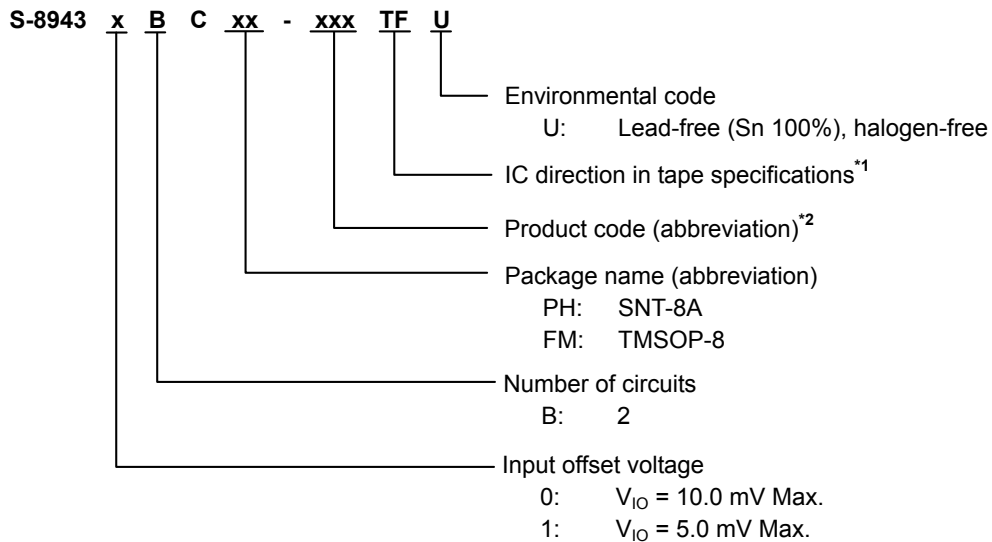 S-8943 x B C xx - xxx TF U
Environmental code
U: Lead-free (Sn 100%), halogen-free
IC direction in tape specifications*1
Product code (abbreviation)*2
Package name (abbreviation)
PH: SNT-8A
FM: TMSOP-8
Number of circuits
B: 2
Input offset voltage
0: VIO = 10.0 mV Max.
1: VIO = 5.0 mV Max.